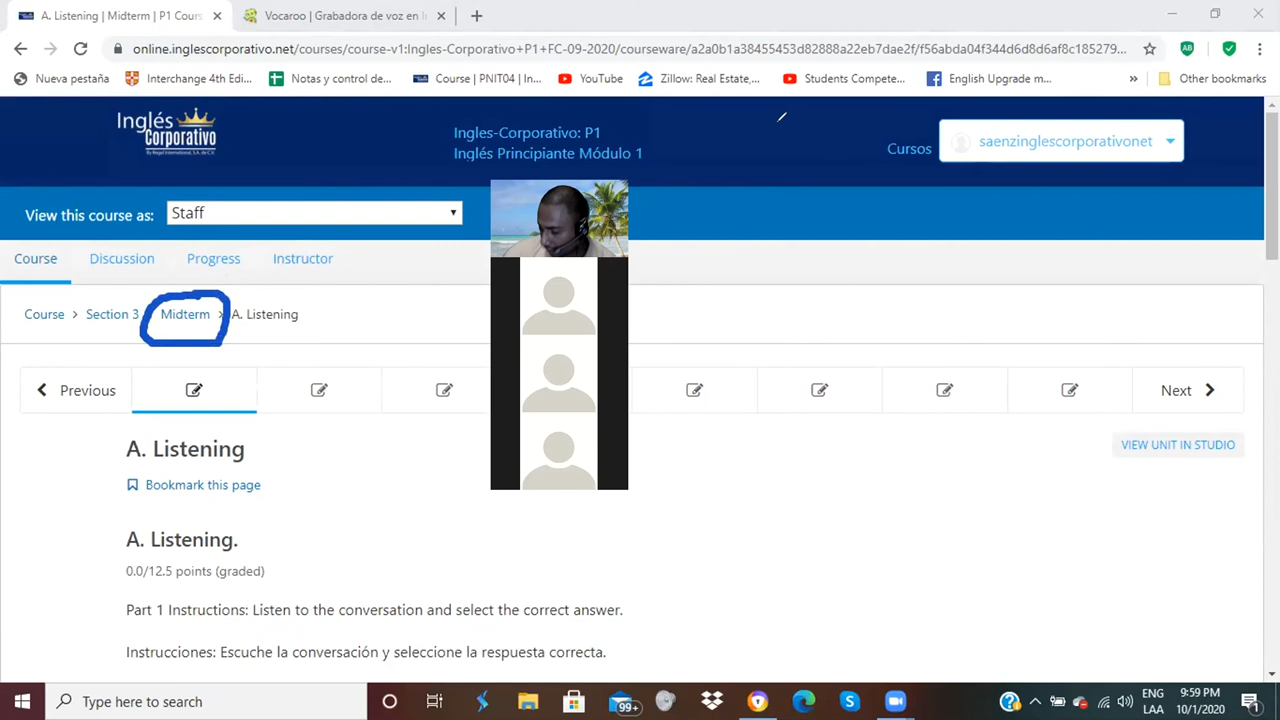 A. Listening | Midterm | P1 Cours
Vocaroo | Grabadora de voz en l
online.inglescorporativo.net/courses/course-v1:Ingles-Corporativo+P1+FC-09-2020/courseware/a2a0b1a38455453d82888a22eb7dae2f/f56abda04f344d6d8d6af8c185279...
Nueva pestaña
Interchange 4th Edi...
Notas y control de...
Course | PNIT04 | In...
YouTube
Zillow: Real Estate,...
Students Compete...
English Upgrade m...
»
Other bookmarks
Inglés
Corporativo
By Regal International, S.A. de C.V.
Ingles-Corporativo: P1
Inglés Principiante Módulo 1
Cursos
saenzinglescorporativonet
View this course as:
Staff
Course
Discussion
Progress
Instructor
Course > Section 3 Midterm > A. Listening
Previous
Next
A. Listening
VIEW UNIT IN STUDIO
Bookmark this page
A. Listening.
0.0/12.5 points (graded)
Part 1 Instructions: Listen to the conversation and select the correct answer.
Instrucciones: Escuche la conversación y seleccione la respuesta correcta.
Type here to search
99+
ENG
LAA
9:59 PM
10/1/2020
1